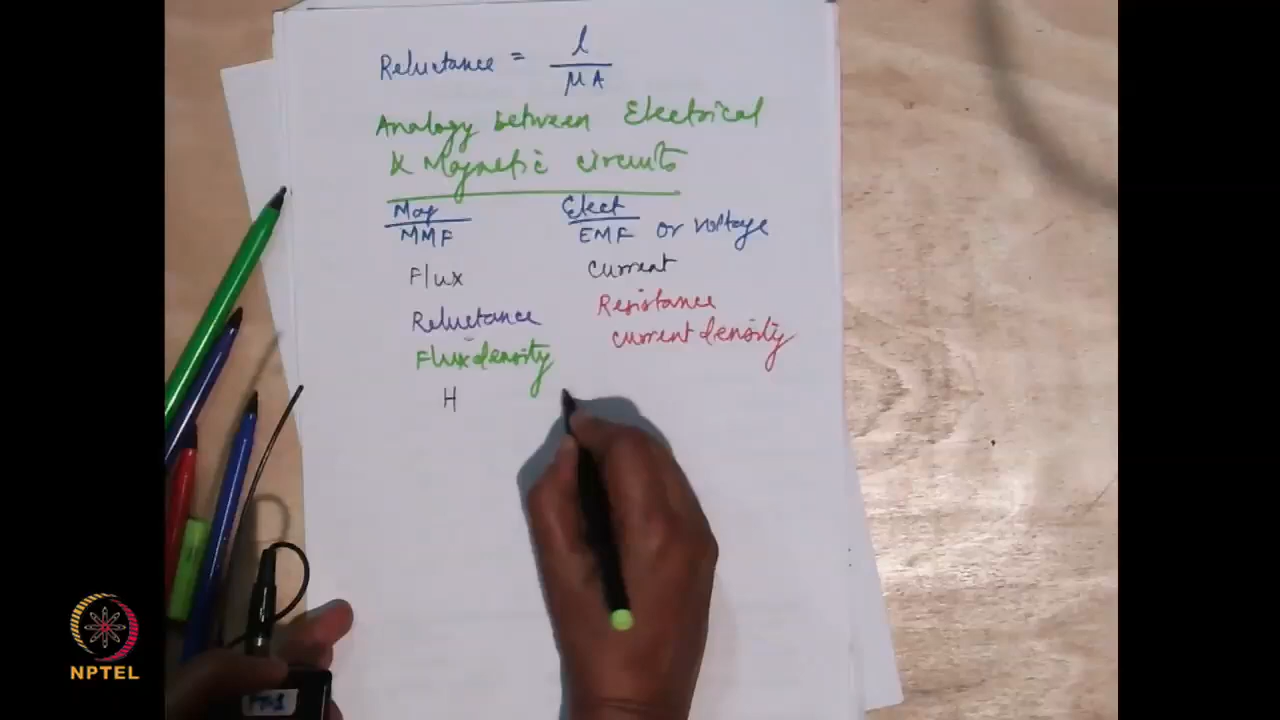 Reluctance = l / μA
Analogy between Electrical
& Magnetic circuits
Mag Elect
MMF EMF or voltage
Flux Current
Reluctance Resistance
Flux density current density
H
NPTEL